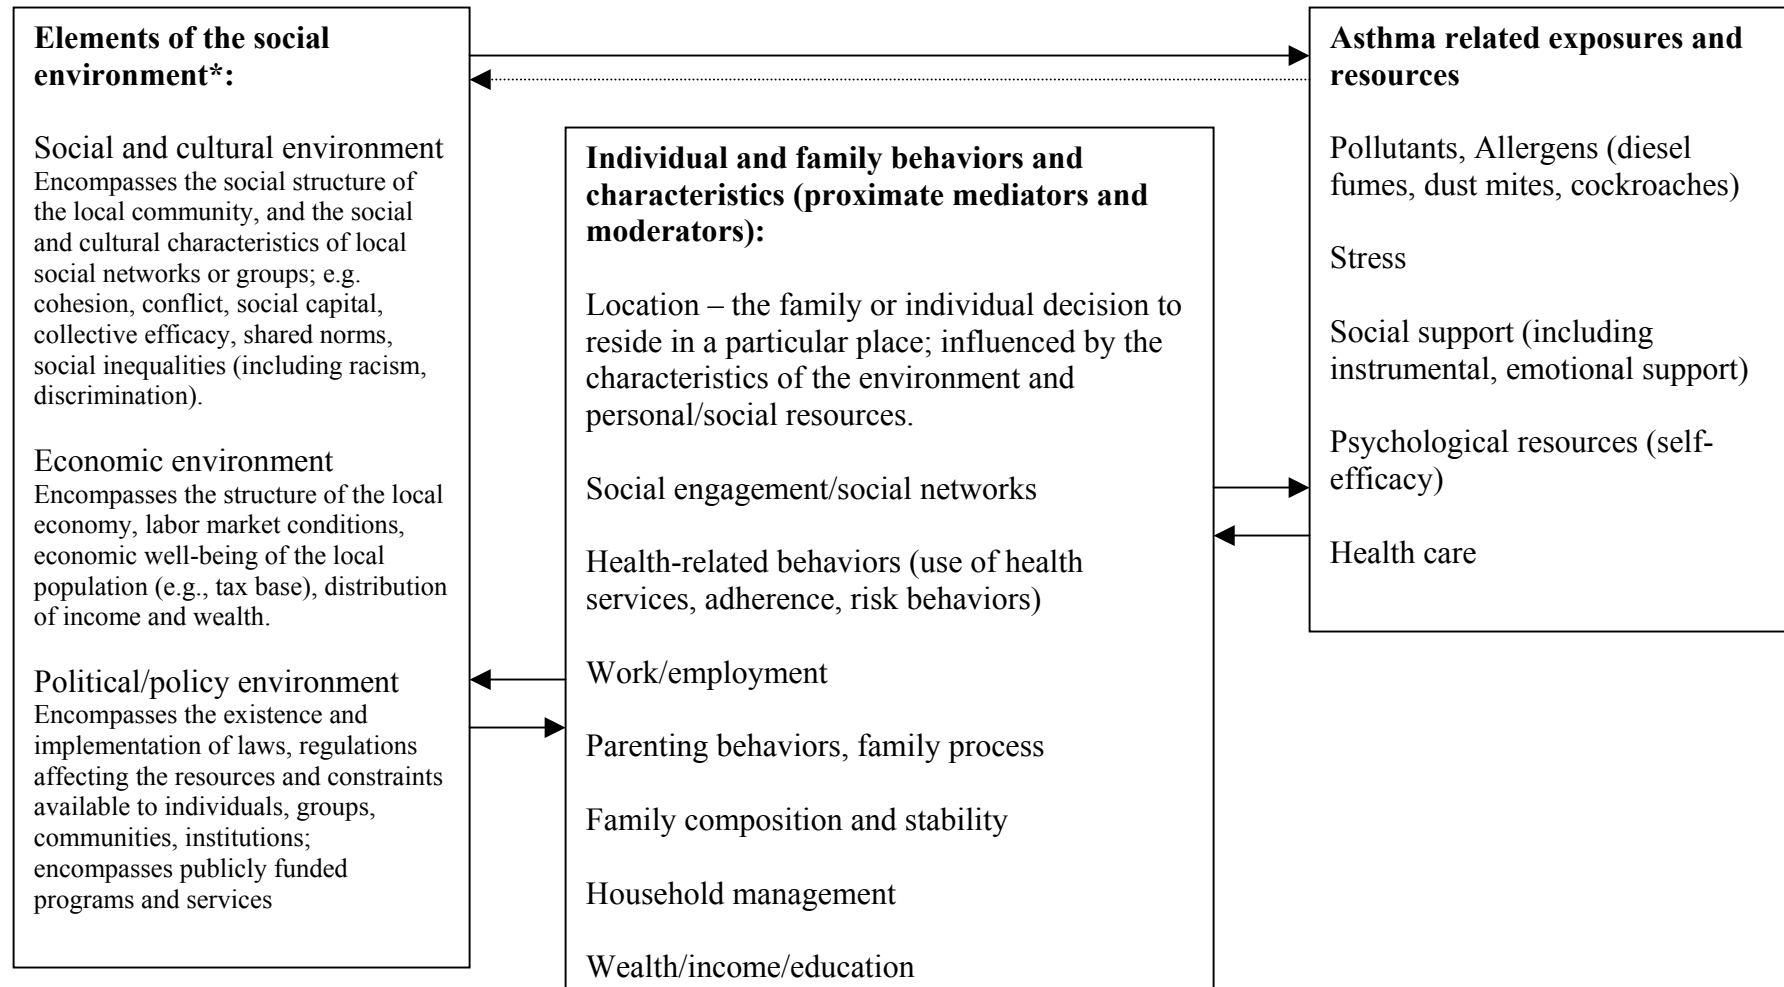 Elements of the social
environment*:
Social and cultural environment
Encompasses the social structure of
the local community, and the social
and cultural characteristics of local
social networks or groups; e.g.
cohesion, conflict, social capital,
collective efficacy, shared norms,
social inequalities (including racism,
discrimination).
Economic environment
Encompasses the structure of the local
economy, labor market conditions,
economic well-being of the local
population (e.g., tax base), distribution
of income and wealth.
Political/policy environment
Encompasses the existence and
implementation of laws, regulations
affecting the resources and constraints
available to individuals, groups,
communities, institutions;
encompasses publicly funded
programs and services
Individual and family behaviors and
characteristics (proximate mediators and
moderators):
Location – the family or individual decision to
reside in a particular place; influenced by the
characteristics of the environment and
personal/social resources.
Social engagement/social networks
Health-related behaviors (use of health
services, adherence, risk behaviors)
Work/employment
Parenting behaviors, family process
Family composition and stability
Household management
Wealth/income/education
Asthma related exposures and
resources
Pollutants, Allergens (diesel
fumes, dust mites, cockroaches)
Stress
Social support (including
instrumental, emotional support)
Psychological resources (self-
efficacy)
Health care